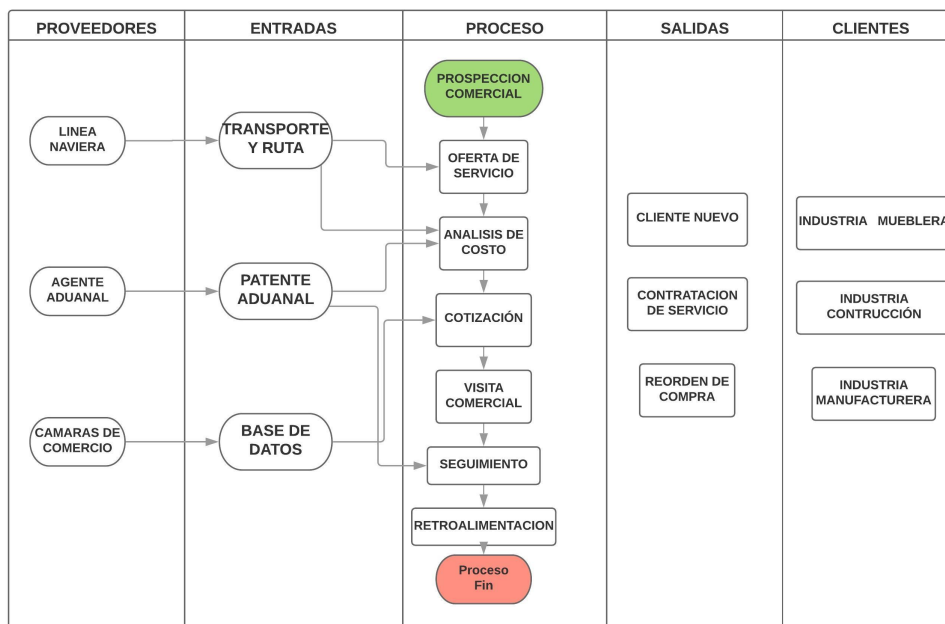 PROVEEDORES
ENTRADAS
PROCESO
SALIDAS
CLIENTES
LINEA
NAVIERA
AGENTE
ADUANAL
CAMARAS DE
COMERCIO
TRANSPORTE
Y RUTA
PATENTE
ADUANAL
BASE DE
DATOS
PROSPECCION
COMERCIAL
OFERTA DE
SERVICIO
ANALISIS DE
COSTO
COTIZACIÓN
VISITA
COMERCIAL
SEGUIMIENTO
RETROALIMENTACION
Proceso
Fin
CLIENTE NUEVO
CONTRATACION
DE SERVICIO
REORDEN DE
COMPRA
INDUSTRIA MUEBLERA
INDUSTRIA
CONTRUCCIÓN
INDUSTRIA
MANUFACTURERA